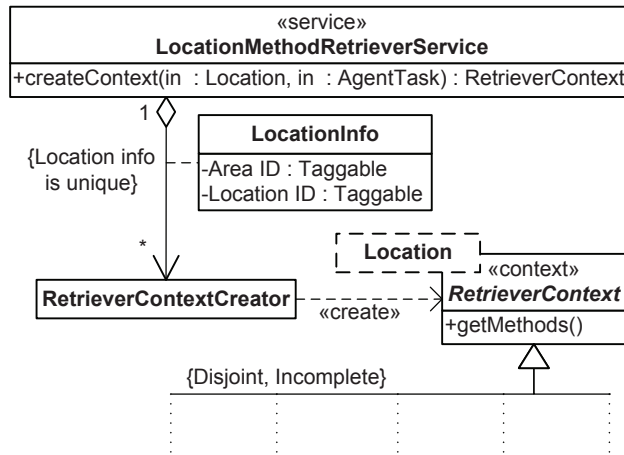 «service»
LocationMethodRetrieverService
+createContext(in : Location, in : AgentTask) : RetrieverContext
1
LocationInfo
{Location info
is unique}
-Area ID : Taggable
-Location ID : Taggable
*
Location
«context»
RetrieverContext
RetrieverContextCreator
«create»
+getMethods()
{Disjoint, Incomplete}